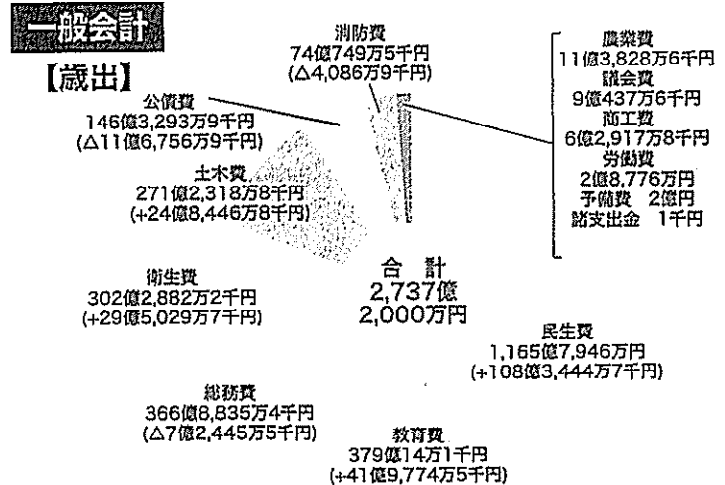 一般会計
【歳出】
消防費
74億749万5千円
(△4,086万9千円)
農業費
11億3,828万6千円
議会費
9億437万6千円
商工費
6億2,917万8千円
労働費
2億8,776万円
予備費 2億円
諸支出金 1千円
公債費
146億3,293万9千円
(△11億6,756万9千円)
土木費
271億2,318万8千円
(+24億8,446万8千円)
衛生費
302億2,882万2千円
(+29億5,029万7千円)
合計
2,737億
2,000万円
民生費
1,165億7,946万円
(+108億3,444万7千円)
総務費
366億8,835万4千円
(△7億2,445万5千円)
教育費
379億14万1千円
(+41億9,774万5千円)